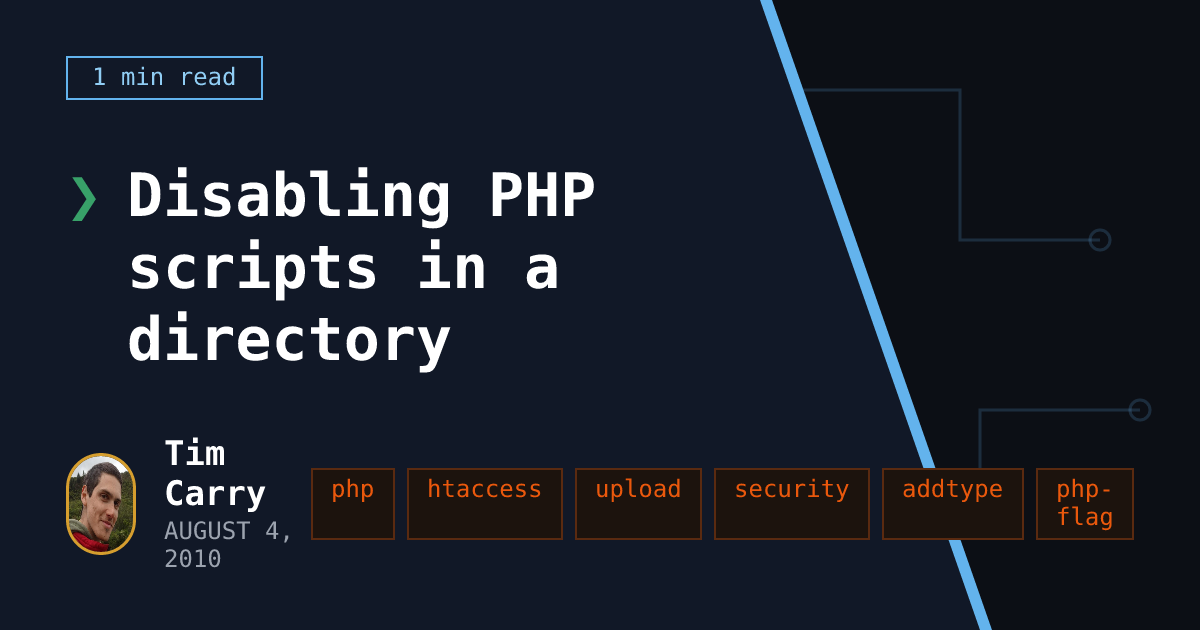 1 min read
❯ Disabling PHP
scripts in a
directory
Tim
Carry
AUGUST 4,
2010
php htaccess upload security addtype php-
flag